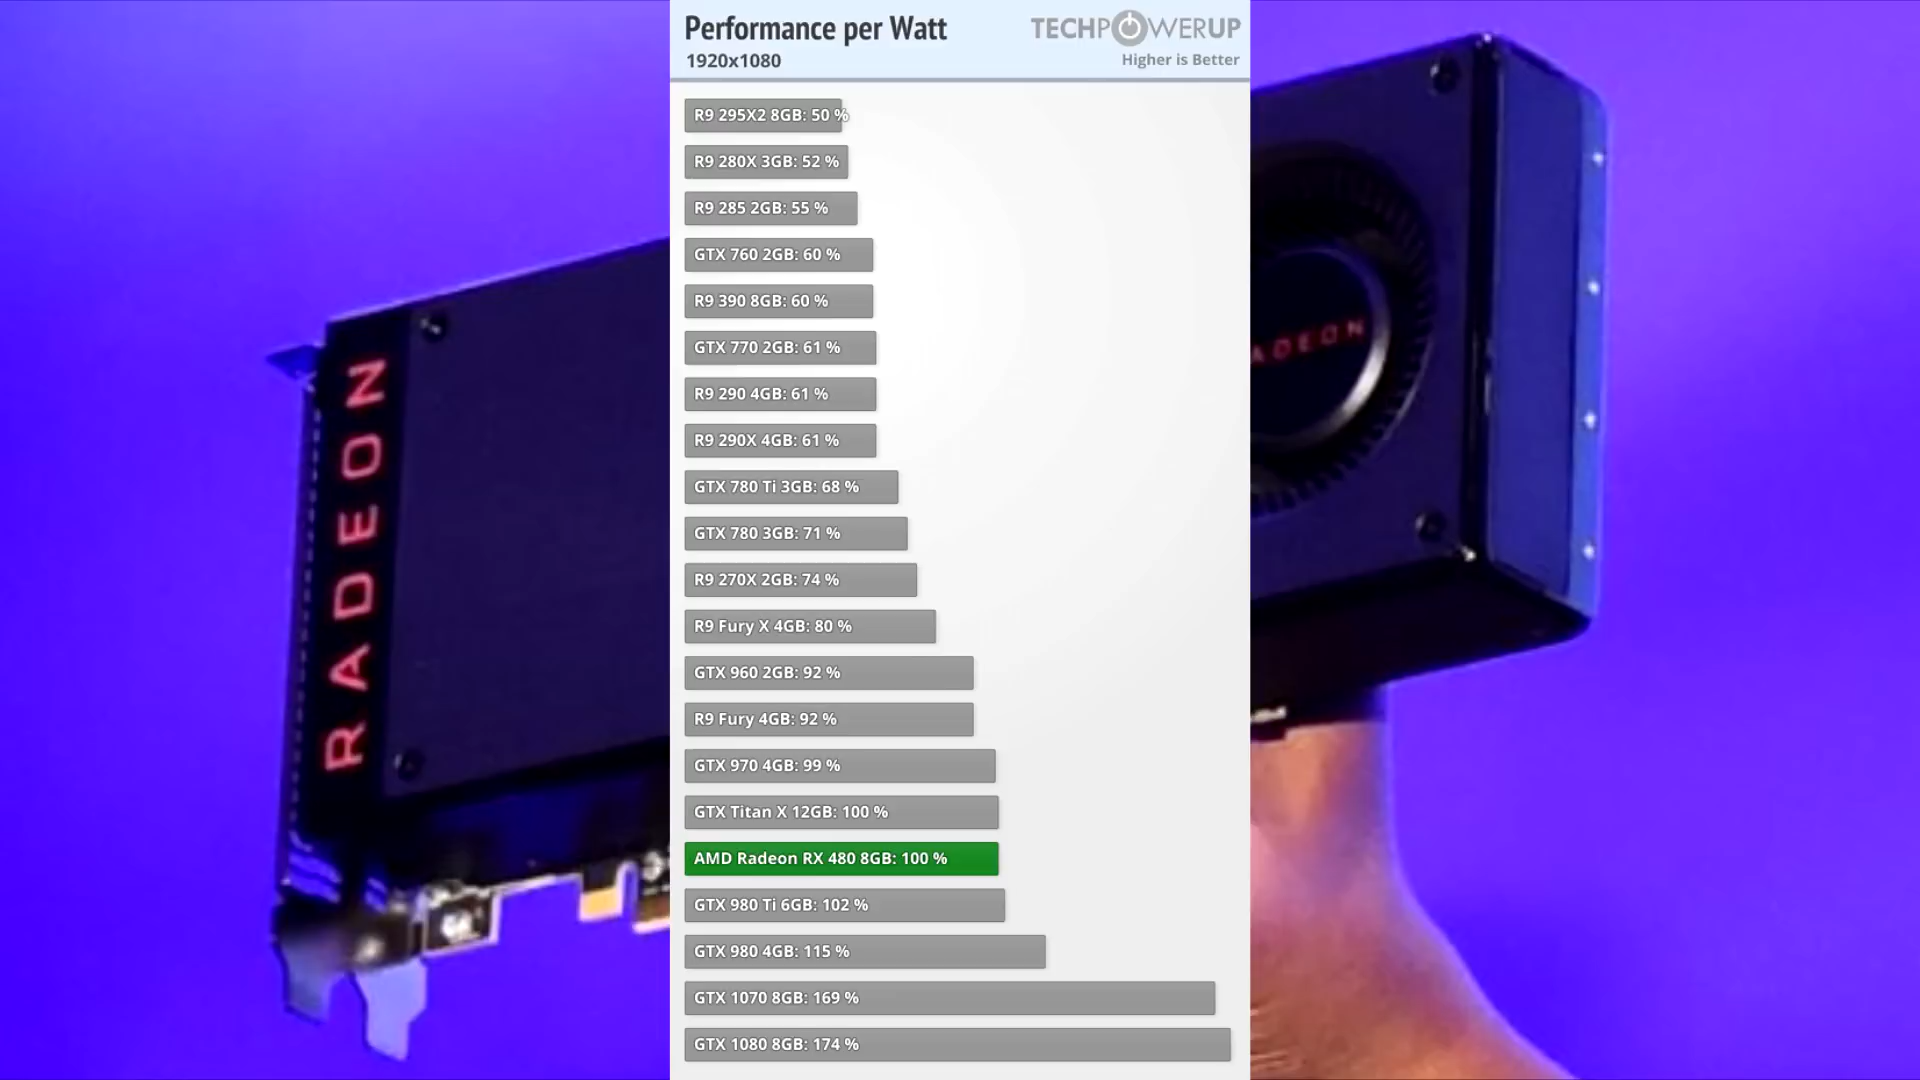 Performance per Watt
TECHPOWERUP
1920x1080
Higher is Better
R9 295X2 8GB: 50 %
R9 280X 3GB: 52 %
R9 285 2GB: 55 %
GTX 760 2GB: 60 %
R9 390 8GB: 60 %
GTX 770 2GB: 61 %
R9 290 4GB: 61 %
R9 290X 4GB: 61 %
GTX 780 Ti 3GB: 68 %
GTX 780 3GB: 71 %
R9 270X 2GB: 74 %
R9 Fury X 4GB: 80 %
GTX 960 2GB: 92 %
R9 Fury 4GB: 92 %
GTX 970 4GB: 99 %
GTX Titan X 12GB: 100 %
AMD Radeon RX 480 8GB: 100 %
GTX 980 Ti 6GB: 102 %
GTX 980 4GB: 115 %
GTX 1070 8GB: 169 %
GTX 1080 8GB: 174 %
RADEON
ADEON